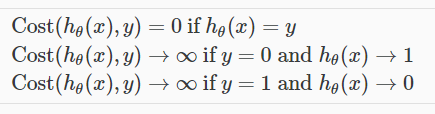 Cost(hθ(x), y) = 0 if hθ(x) = y
Cost(hθ(x), y) → ∞ if y = 0 and hθ(x) → 1
Cost(hθ(x), y) → ∞ if y = 1 and hθ(x) → 0